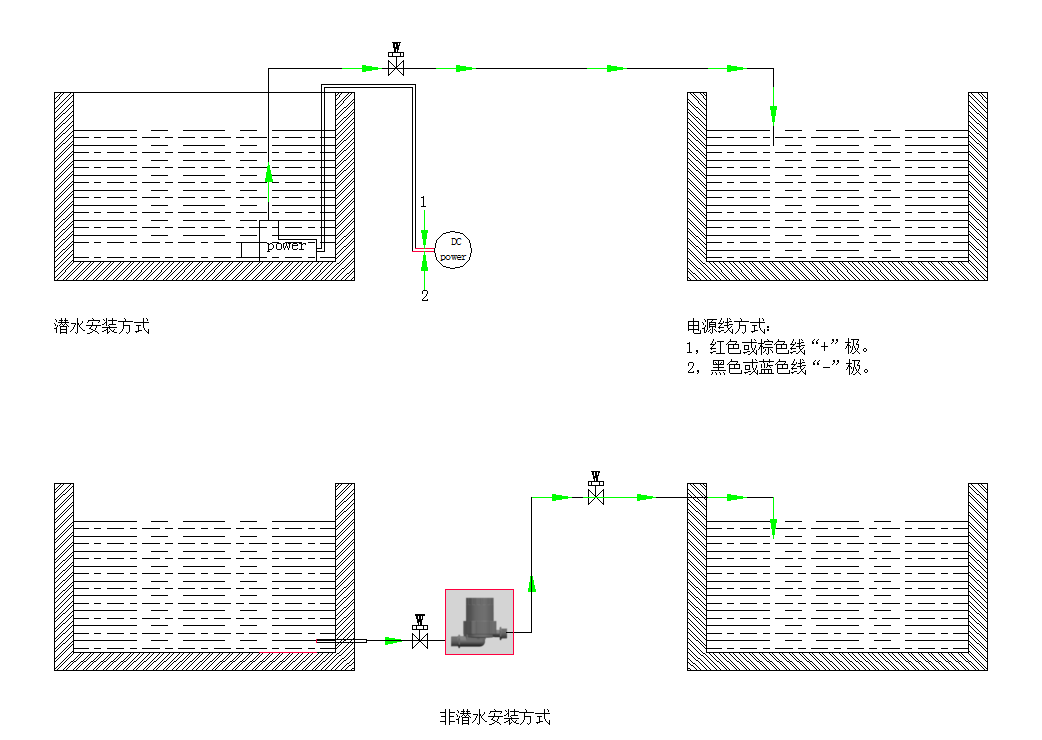 W
1
power
DC
power
2
潜水安装方式
电源线方式:
1, 红色或棕色线“+”极。
2, 黑色或蓝色线“-”极。
W
W
非潜水安装方式